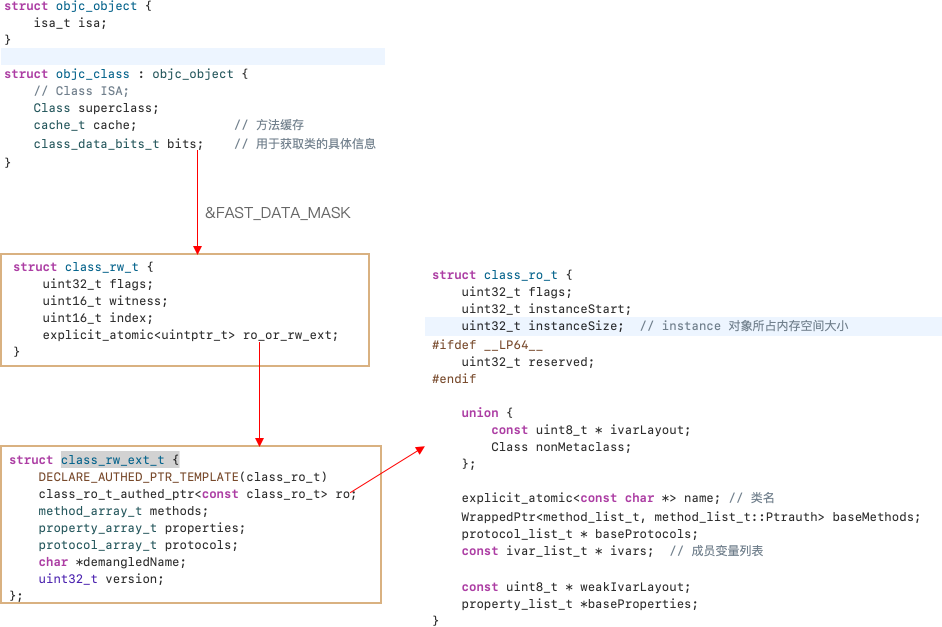 struct objc_object {
    isa_t isa;
}
struct objc_class : objc_object {
    // Class ISA;
    Class superclass;
    cache_t cache;             // 方法缓存
    class_data_bits_t bits;    // 用于获取类的具体信息
}
&FAST_DATA_MASK
struct class_rw_t {
    uint32_t flags;
    uint16_t witness;
    uint16_t index;
    explicit_atomic<uintptr_t> ro_or_rw_ext;
}
struct class_rw_ext_t {
    DECLARE_AUTHED_PTR_TEMPLATE(class_ro_t)
    class_ro_t_authed_ptr<const class_ro_t> ro;
    method_array_t methods;
    property_array_t properties;
    protocol_array_t protocols;
    char *demangledName;
    uint32_t version;
};
struct class_ro_t {
    uint32_t flags;
    uint32_t instanceStart;
    uint32_t instanceSize;  // instance 对象所占内存空间大小
#ifdef __LP64__
    uint32_t reserved;
#endif
    union {
        const uint8_t * ivarLayout;
        Class nonMetaclass;
    };
    explicit_atomic<const char *> name; // 类名
    WrappedPtr<method_list_t, method_list_t::Ptrauth> baseMethods;
    protocol_list_t * baseProtocols;
    const ivar_list_t * ivars;  // 成员变量列表
    const uint8_t * weakIvarLayout;
    property_list_t *baseProperties;
}